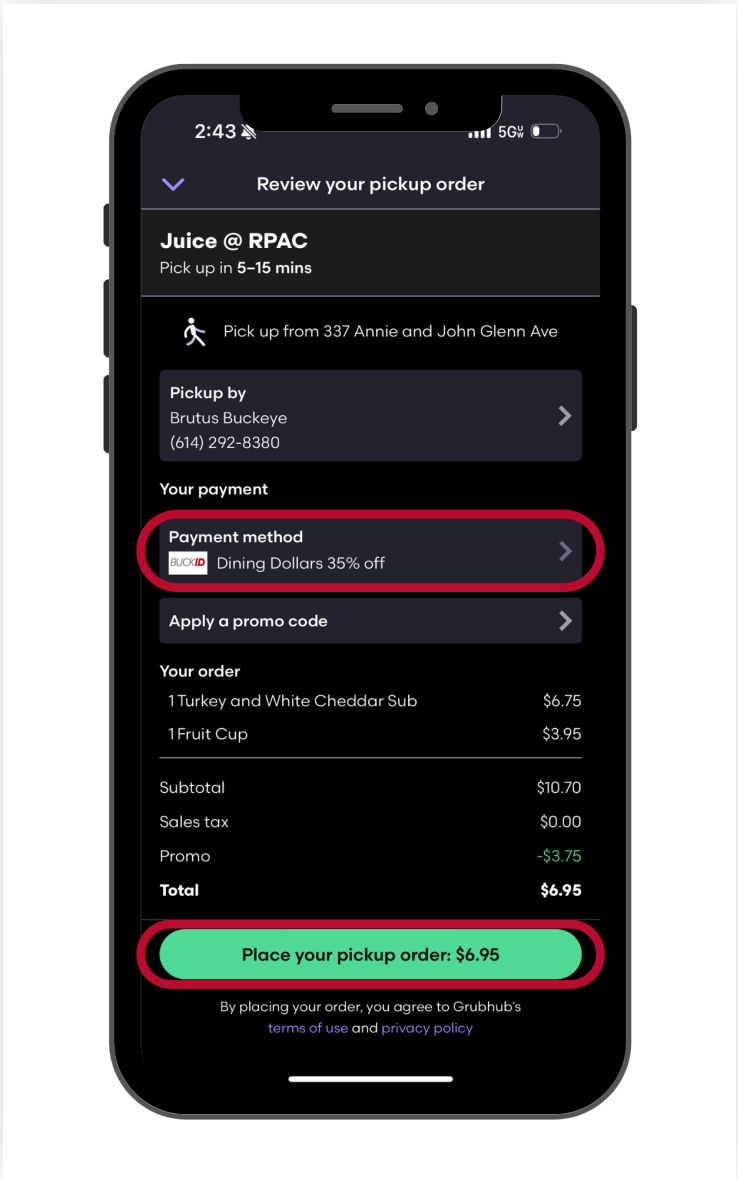 2:43 5G UW
Review your pickup order
Juice @ RPAC
Pick up in 5–15 mins
Pick up from 337 Annie and John Glenn Ave
Pickup by
Brutus Buckeye
(614) 292-8380
Your payment
Payment method
BUCKID Dining Dollars 35% off
Apply a promo code
Your order
1 Turkey and White Cheddar Sub $6.75
1 Fruit Cup $3.95
Subtotal $10.70
Sales tax $0.00
Promo -$3.75
Total $6.95
Place your pickup order: $6.95
By placing your order, you agree to Grubhub's
terms of use and privacy policy